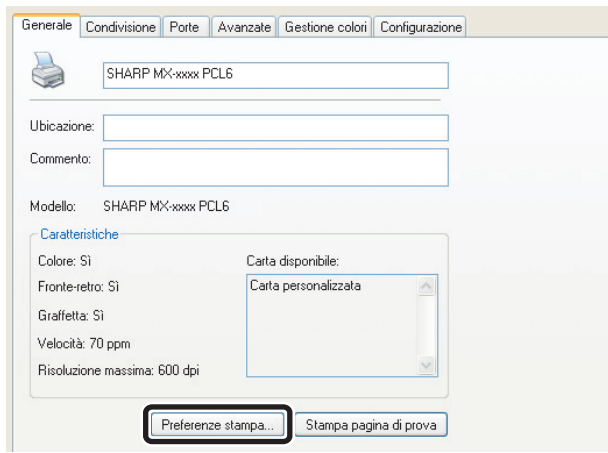 Generale Condivisione Porte Avanzate Gestione colori Configurazione
SHARP MX-xxxx PCL6
Ubicazione:
Commento:
Modello: SHARP MX-xxxx PCL6
Caratteristiche
Colore: Sì Carta disponibile:
Fronte-retro: Sì Carta personalizzata
Graffetta: Sì
Velocità: 70 ppm
Risoluzione massima: 600 dpi
Preferenze stampa... Stampa pagina di prova